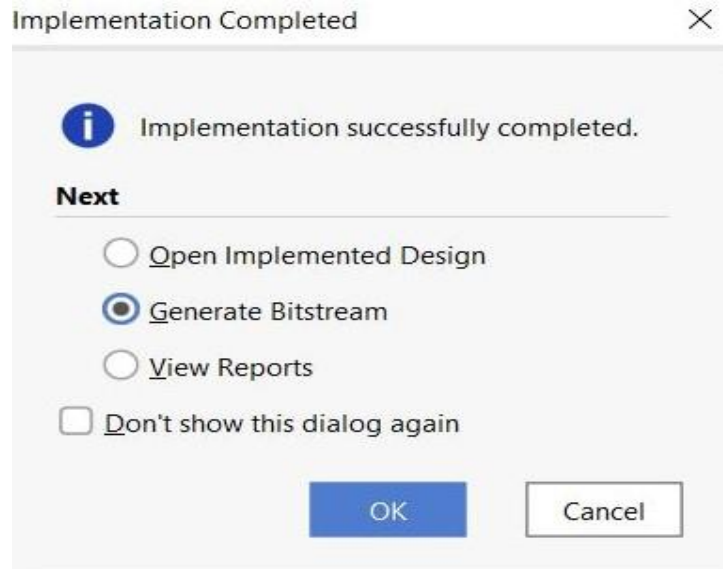 Implementation Completed
Implementation successfully completed.
Next
Open Implemented Design
Generate Bitstream
View Reports
Don't show this dialog again
OK Cancel